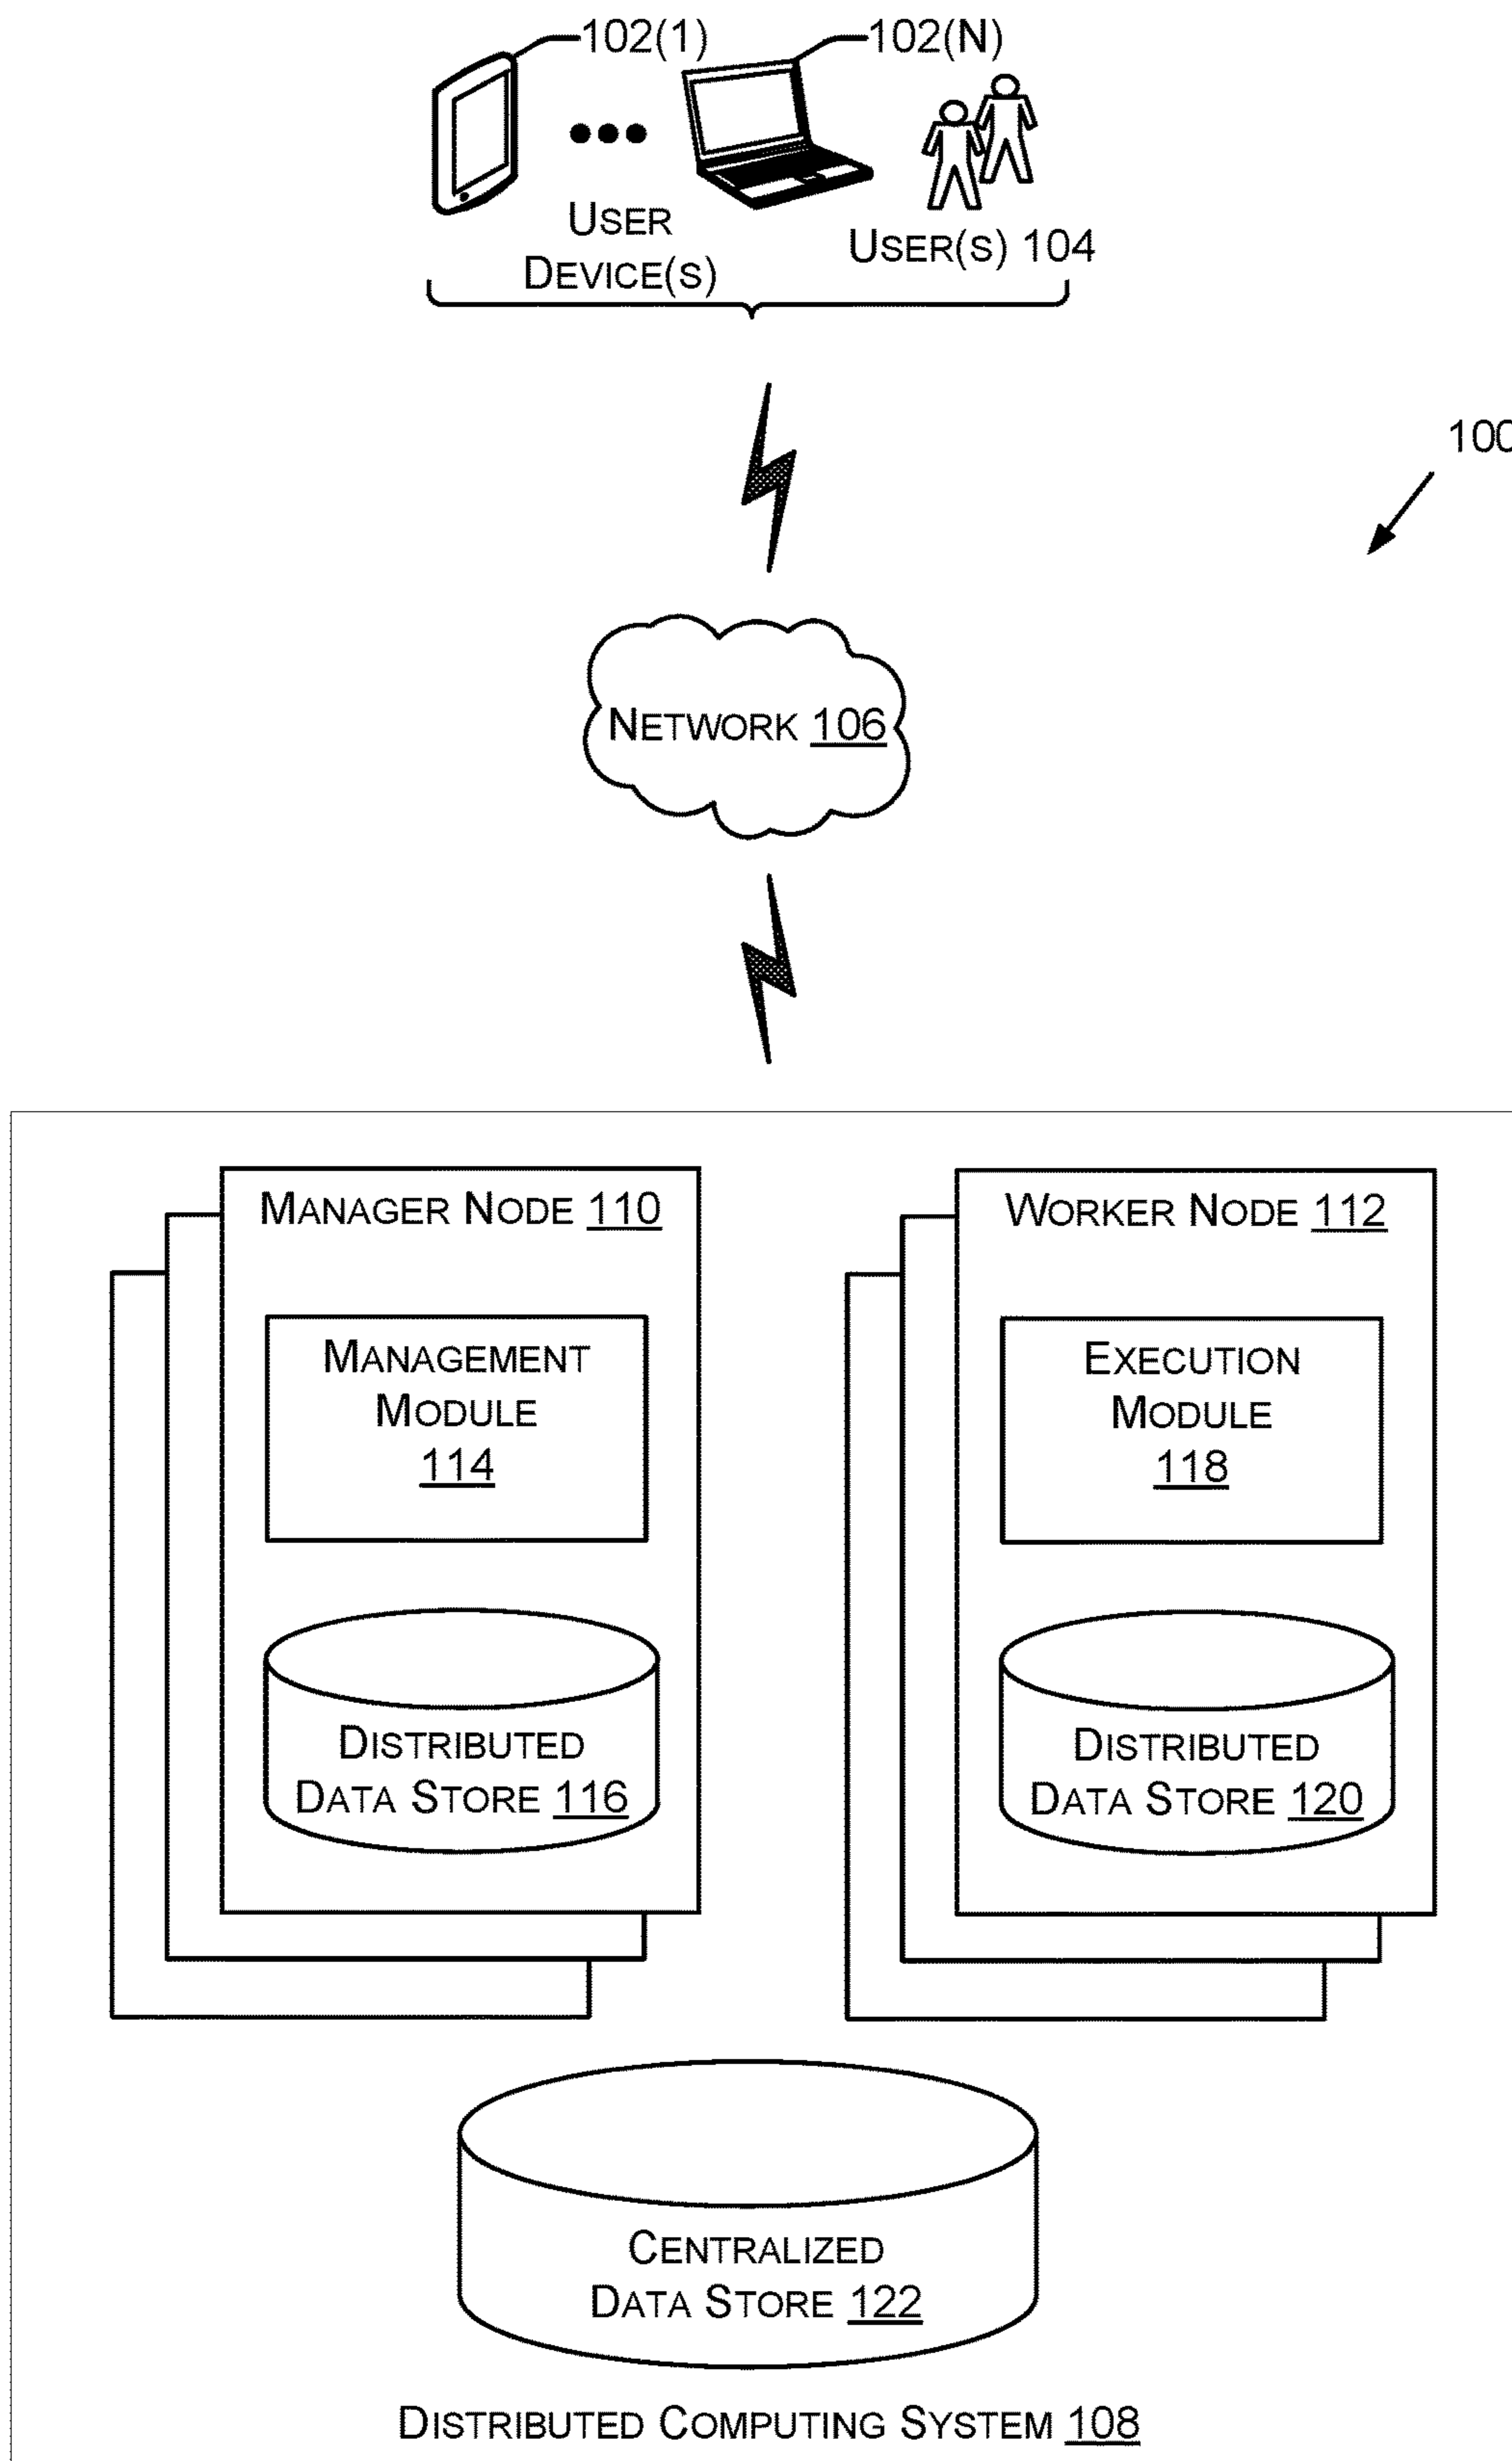 102(1)
102(N)
USER
DEVICE(S)
USER(S) 104
100
NETWORK 106
MANAGER NODE 110
MANAGEMENT
MODULE
114
DISTRIBUTED
DATA STORE 116
WORKER NODE 112
EXECUTION
MODULE
118
DISTRIBUTED
DATA STORE 120
CENTRALIZED
DATA STORE 122
DISTRIBUTED COMPUTING SYSTEM 108